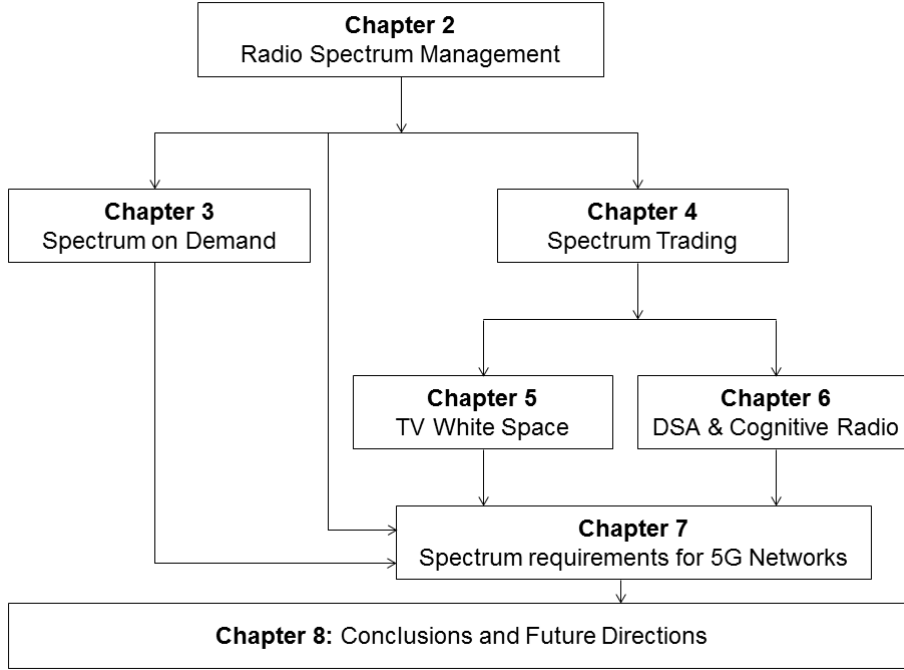 Chapter 2
Radio Spectrum Management
Chapter 3
Spectrum on Demand
Chapter 4
Spectrum Trading
Chapter 5
TV White Space
Chapter 6
DSA & Cognitive Radio
Chapter 7
Spectrum requirements for 5G Networks
Chapter 8: Conclusions and Future Directions